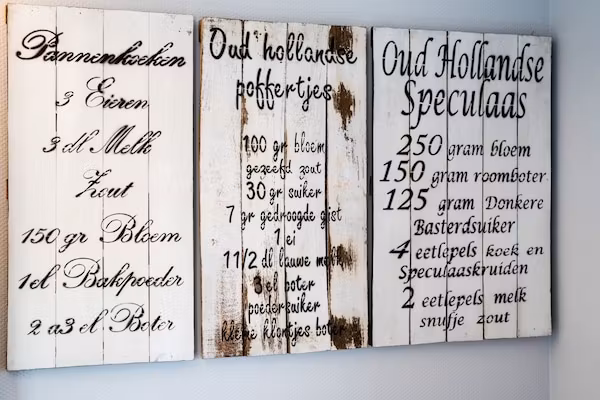 Pannenkoeken
3 Eieren
3 dl Melk
Zout
150 gr Bloem
1el Bakpoeder
2 a3 el Boter
Oud hollandse
poffertjes
100 gr bloem
gezeefd zout
30 gr suiker
7 gr gedroogde gist
1 ei
11/2 dl lauwe melk
3 el boter
poedersuiker
kleine klontjes boter
Oud Hollandse
Speculaas
250 gram bloem
150 gram roomboter
125 gram Donkere
Basterdsuiker
4 eetlepels koek en
Speculaaskruiden
2 eetlepels melk
snufje zout